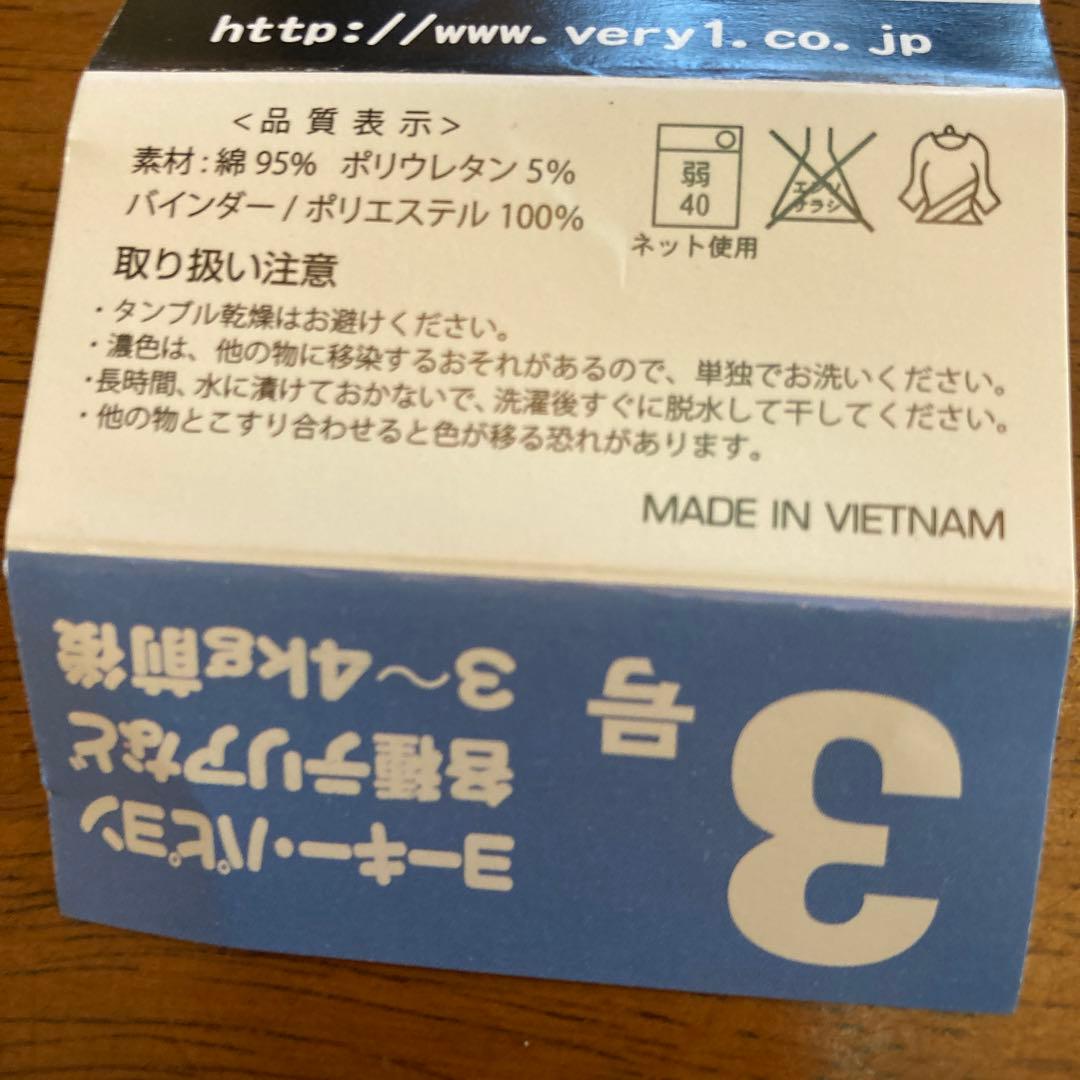 http://www.very1.co.jp
<品質表示>
素材:綿 95% ポリウレタン 5%
バインダー / ポリエステル 100%
弱
40
ネット使用
エンソ
サラシ
取り扱い注意
・タンブル乾燥はお避けください。
・濃色は、他の物に移染するおそれがあるので、単独でお洗いください。
・長時間、水に漬けておかないで、洗濯後すぐに脱水して干してください。
・他の物とこすり合わせると色が移る恐れがあります。
MADE IN VIETNAM
3号
ヨーキー・パピヨン
各種テリアなど
3～4kg前後